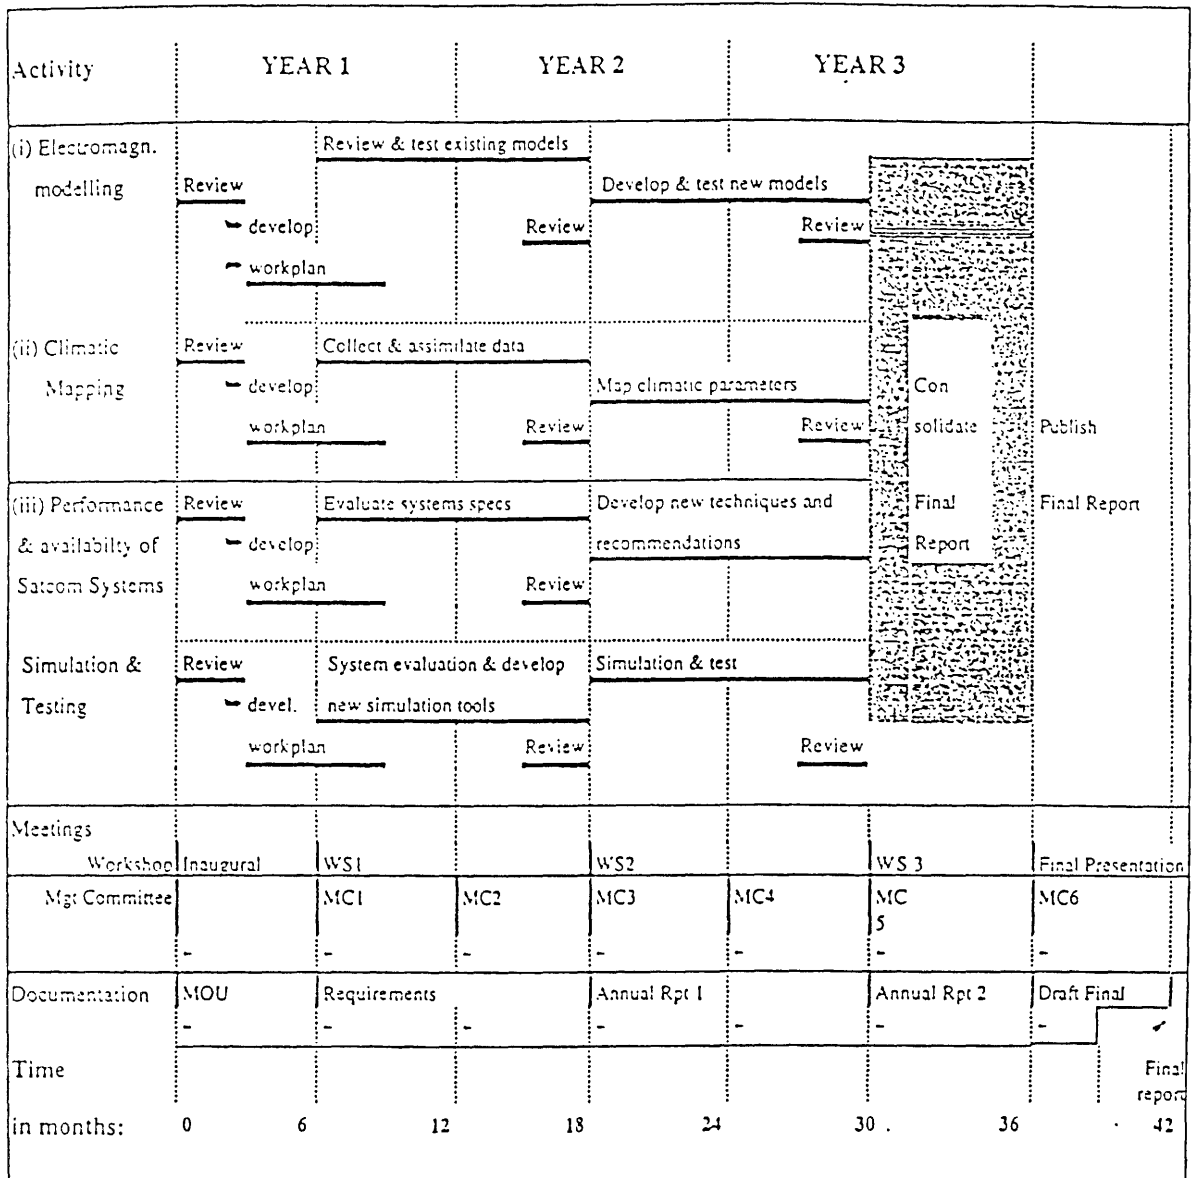 Activity YEAR 1 YEAR 2 YEAR 3
(i) Electromagn. Review & test existing models
modelling Review Develop & test new models
develop Review Review
workplan
(ii) Climatic Review Collect & assimilate data
Mapping develop Map climatic parameters Con
workplan Review Review solidate Publish
(iii) Performance Review Evaluate systems specs Develop new techniques and Final Final Report
& availabilty of develop recommendations Report
Satcom Systems workplan Review
Simulation & Review System evaluation & develop Simulation & test
Testing devel. new simulation tools
workplan Review Review
Meetings
Workshop Inaugural WS1 WS2 WS 3 Final Presentation
Mgt Committee MC1 MC2 MC3 MC4 MC MC6
5
- - - - - - -
Documentation MOU Requirements Annual Rpt 1 Annual Rpt 2 Draft Final
- - - - - - -
Time Final
report
in months: 0 6 12 18 24 30 36 42